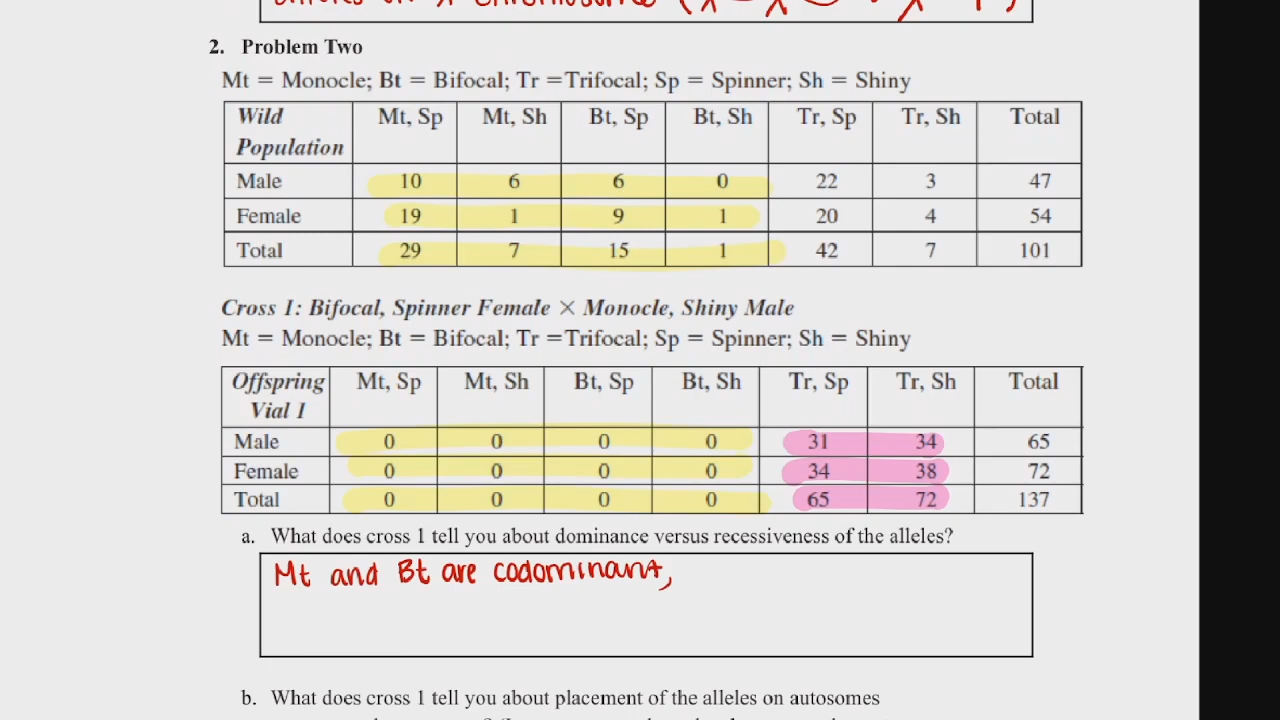 2. Problem Two
Mt = Monocle; Bt = Bifocal; Tr =Trifocal; Sp = Spinner; Sh = Shiny
Wild Population Mt, Sp Mt, Sh Bt, Sp Bt, Sh Tr, Sp Tr, Sh Total
Male 10 6 6 0 22 3 47
Female 19 1 9 1 20 4 54
Total 29 7 15 1 42 7 101
Cross 1: Bifocal, Spinner Female × Monocle, Shiny Male
Mt = Monocle; Bt = Bifocal; Tr =Trifocal; Sp = Spinner; Sh = Shiny
Offspring Vial 1 Mt, Sp Mt, Sh Bt, Sp Bt, Sh Tr, Sp Tr, Sh Total
Male 0 0 0 0 31 34 65
Female 0 0 0 0 34 38 72
Total 0 0 0 0 65 72 137
a. What does cross 1 tell you about dominance versus recessiveness of the alleles?
Mt and Bt are codominant,
b. What does cross 1 tell you about placement of the alleles on autosomes